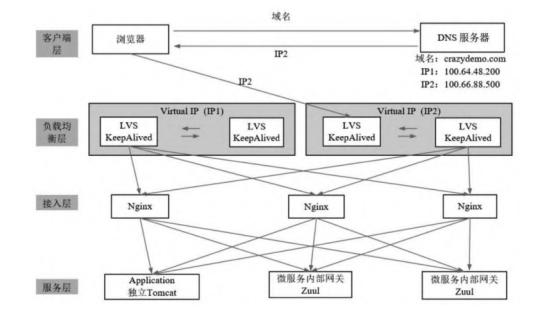 域名
客户端
层
浏览器
DNS 服务器
IP2
域名：crazydemo.com
IP1：100.64.48.200
IP2：100.66.88.500
IP2
Virtual IP (IP1)
Virtual IP (IP2)
负载均
衡层
LVS
KeepAlived
LVS
KeepAlived
LVS
KeepAlived
LVS
KeepAlived
接入层
Nginx
Nginx
Nginx
服务层
Application
独立Tomcat
微服务内部网关
Zuul
微服务内部网关
Zuul